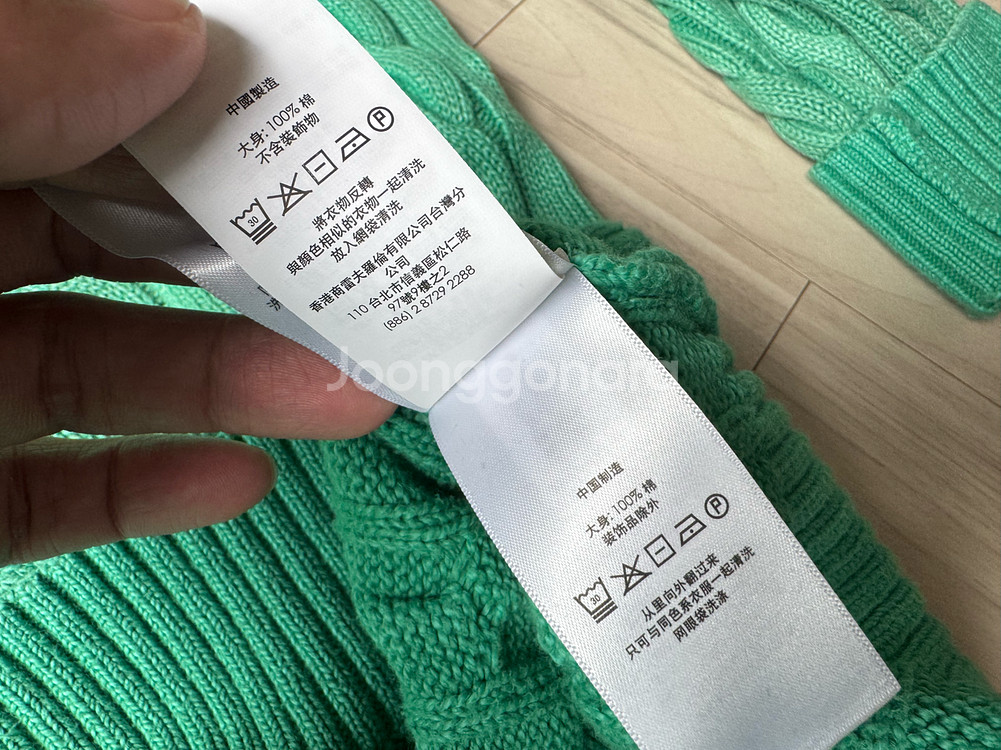 中國製造
大身: 100% 棉
不含裝飾物
30
P
將衣物反轉
與顏色相似的衣物一起清洗
放入網袋清洗
香港商雷夫羅倫有限公司台灣分
公司
110 台北市信義區松仁路
97號9樓之2
(886) 2 8729 2288
Joonggonara
中国制造
大身: 100% 棉
装饰品除外
30
P
从里向外翻过来
只可与同色系衣服一起清洗
网眼袋洗涤